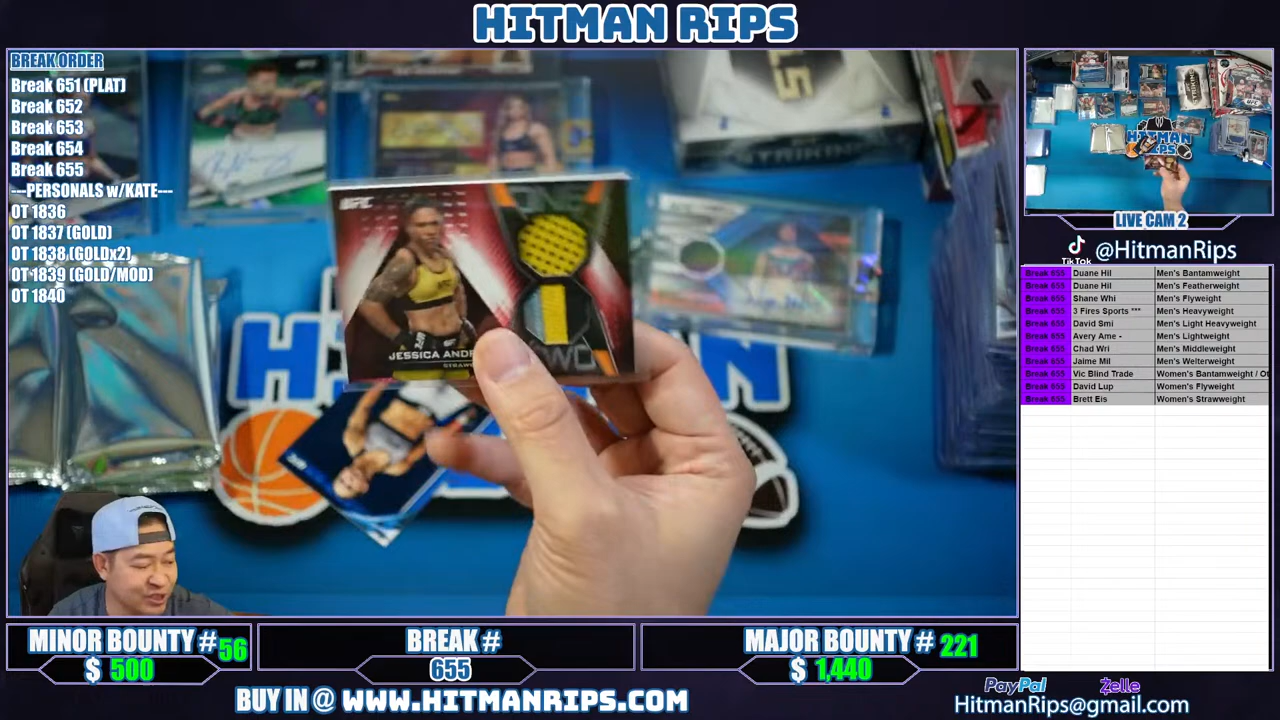 HITMAN RIPS
BREAK ORDER
Break 651 (PLAT)
Break 652
Break 653
Break 654
Break 655
---PERSONALS w/KATE---
OT 1836
OT 1837 (GOLD)
OT 1838 (GOLDx2)
OT 1839 (GOLD/MOD)
OT 1840
UFC
JESSICA
HITMAN
RIPS
LIVE CAM 2
TikTok
@HitmanRips
Break 655 Duane Hil Men's Bantamweight
Break 655 Duane Hil Men's Featherweight
Break 655 Shane Whi Men's Flyweight
Break 655 3 Fires Sports *** Men's Heavyweight
Break 655 David Smi Men's Light Heavyweight
Break 655 Avery Ame - Men's Lightweight
Break 655 Chad Wri Men's Middleweight
Break 655 Jaime Mil Men's Welterweight
Break 655 Vic Blind Trade Women's Bantamweight / Ot
Break 655 David Lup Women's Flyweight
Break 655 Brett Eis Women's Strawweight
MINOR BOUNTY # 56
$ 500
BREAK #
655
MAJOR BOUNTY # 221
$ 1,440
BUY IN @ WWW.HITMANRIPS.COM
PayPal Zelle
HitmanRips@gmail.com